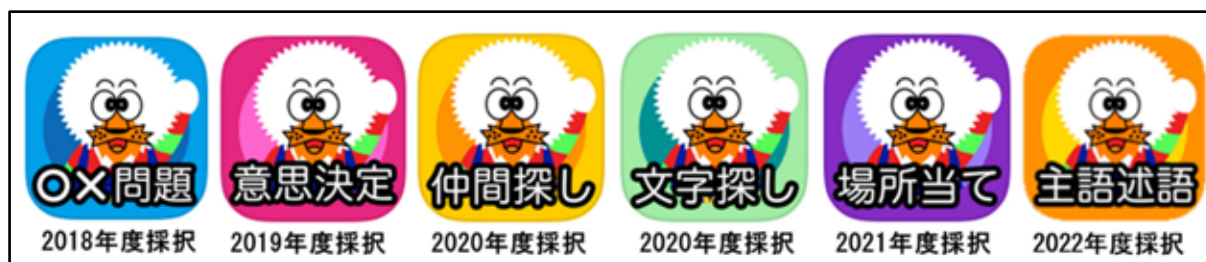 ○×問題
意思決定
仲間探し
文字探し
場所当て
主語述語
2018年度採択
2019年度採択
2020年度採択
2020年度採択
2021年度採択
2022年度採択